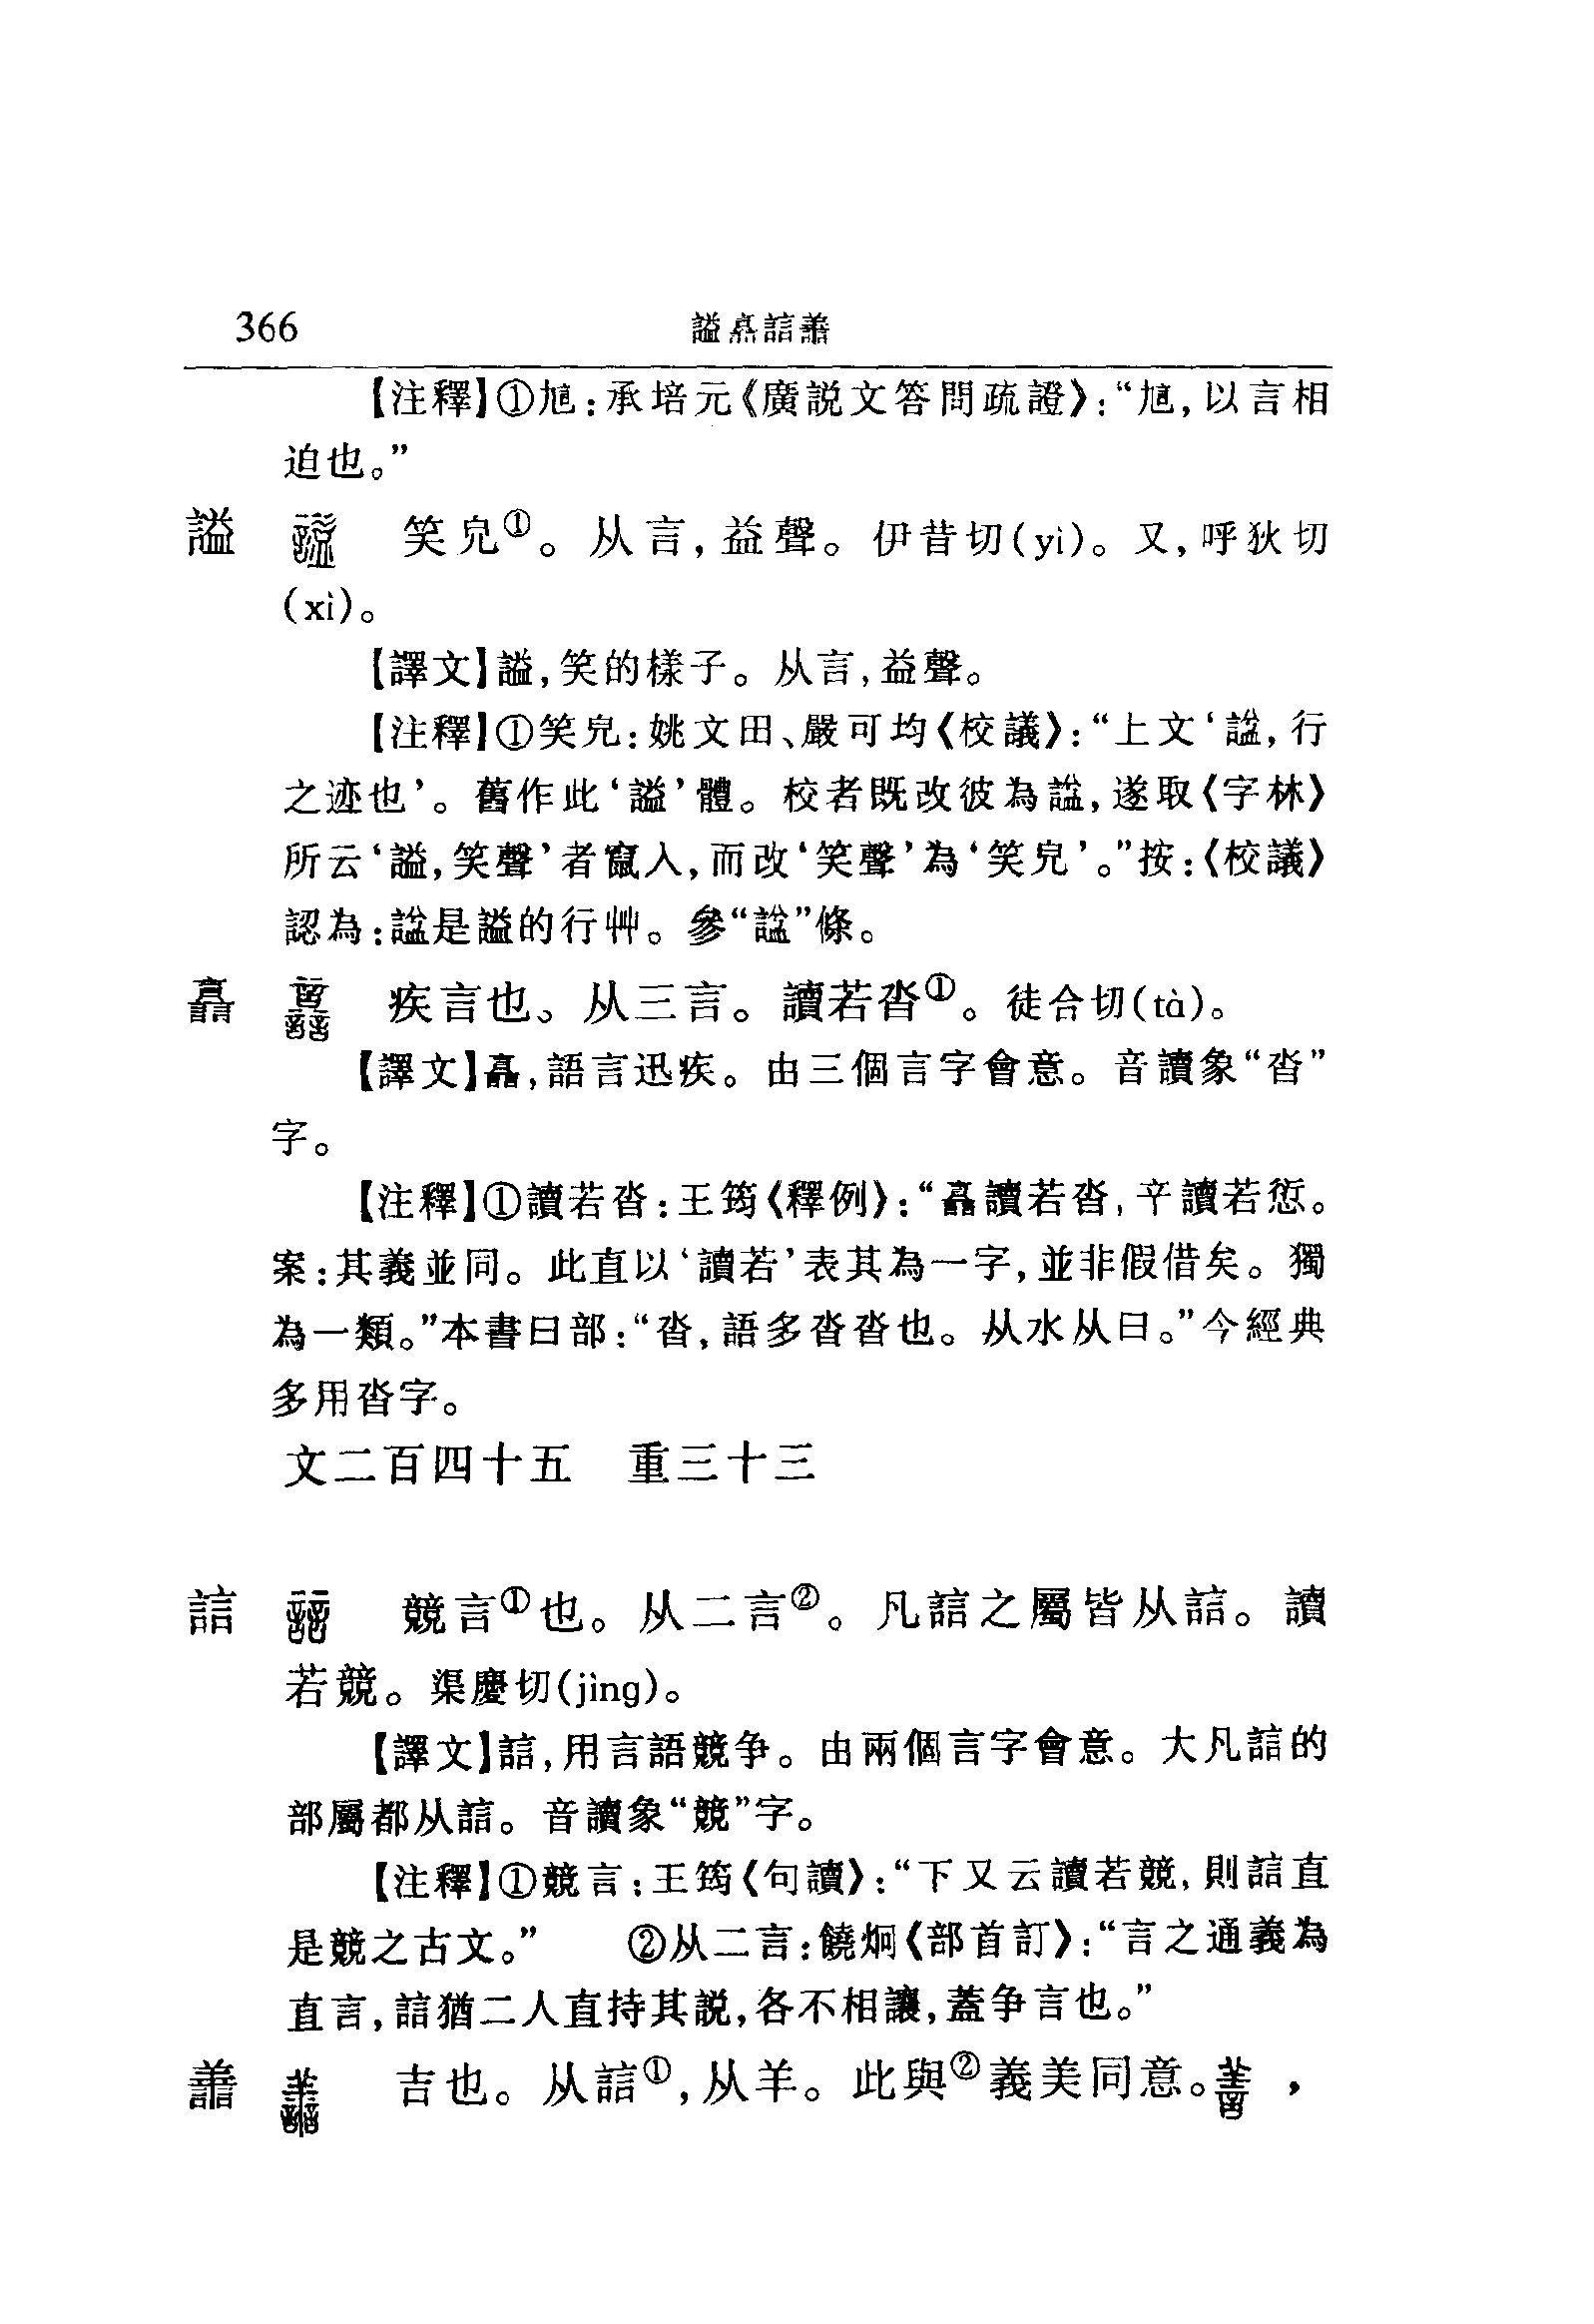 366 謚譶誩譱
【注釋】①訄:承培元《廣説文答問疏證》:“訄,以言相
迫也。”
謚 笑皃①。从言,益聲。伊昔切(yì)。又,呼狄切
(xì)。
【譯文】謚,笑的樣子。从言,益聲。
【注釋】①笑皃:姚文田、嚴可均《校議》:“上文‘諡,行
之迹也’。舊作此‘謚’體。校者既改彼為諡,遂取《字林》
所云‘謚,笑聲’者竄入,而改‘笑聲’為‘笑皃’。”按:《校議》
認為:諡是謚的行艸。參“諡”條。
譶 疾言也。从三言。讀若沓①。徒合切(tà)。
【譯文】譶,語言迅疾。由三個言字會意。音讀象“沓”
字。
【注釋】①讀若沓:王筠《釋例》:“譶讀若沓,䇂讀若愆。
案:其義並同。此直以‘讀若’表其為一字,並非假借矣。獨
為一類。”本書曰部:“沓,語多沓沓也。从水从曰。”今經典
多用沓字。
文二百四十五 重三十三
誩 競言①也。从二言②。凡誩之屬皆从誩。讀
若競。渠慶切(jìng)。
【譯文】誩,用言語競争。由兩個言字會意。大凡誩的
部屬都从誩。音讀象“競”字。
【注釋】①競言:王筠《句讀》:“下又云讀若競,則誩直
是競之古文。” ②从二言:饒炯《部首訂》:“言之通義為
直言,誩猶二人直持其説,各不相讓,蓋争言也。”
譱 吉也。从誩①,从羊。此與②義美同意。 ,